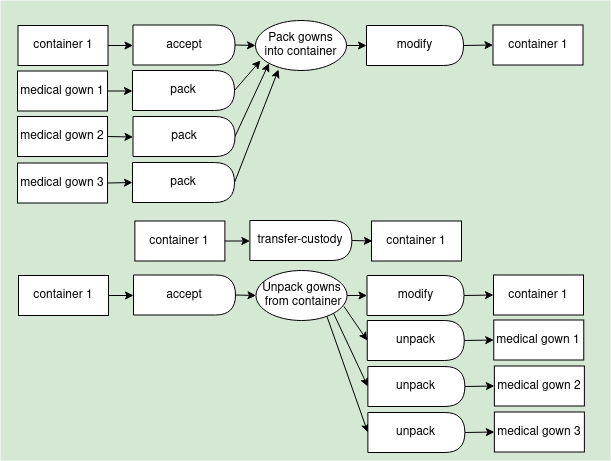 container 1
accept
Pack gowns
into container
modify
container 1
medical gown 1
pack
medical gown 2
pack
medical gown 3
pack
container 1
transfer-custody
container 1
container 1
accept
Unpack gowns
from container
modify
container 1
unpack
medical gown 1
unpack
medical gown 2
unpack
medical gown 3